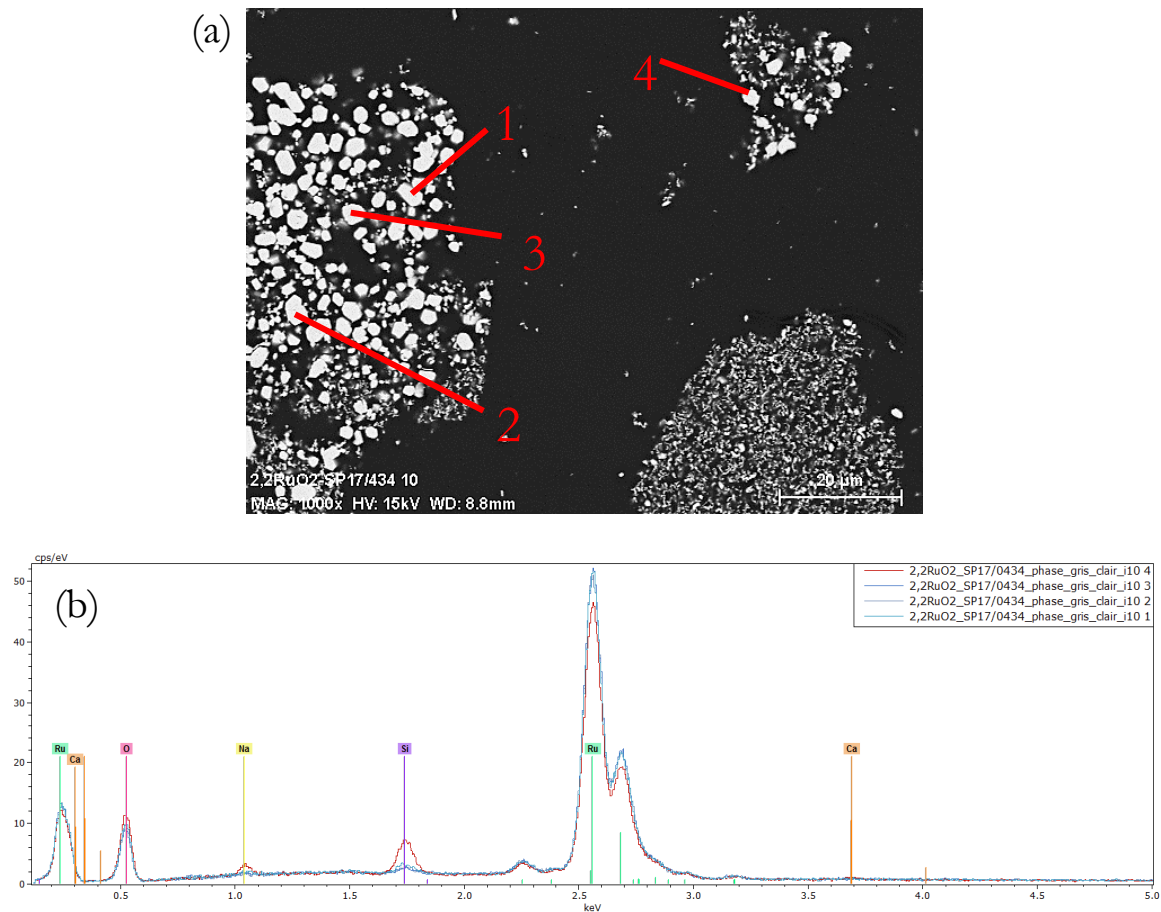 (a)
1
4
3
2
2,2RuO2-SP17/434 10
MAG: 1000x HV: 15kV WD: 8.8mm
20 µm
cps/eV
(b)
2,2RuO2_SP17/0434_phase_gris_clair_i10 4
2,2RuO2_SP17/0434_phase_gris_clair_i10 3
2,2RuO2_SP17/0434_phase_gris_clair_i10 2
2,2RuO2_SP17/0434_phase_gris_clair_i10 1
50
40
30
20
10
0
Ru
Ca
O
Na
Si
Ru
Ca
0.5 1.0 1.5 2.0 2.5 3.0 3.5 4.0 4.5 5.0
keV